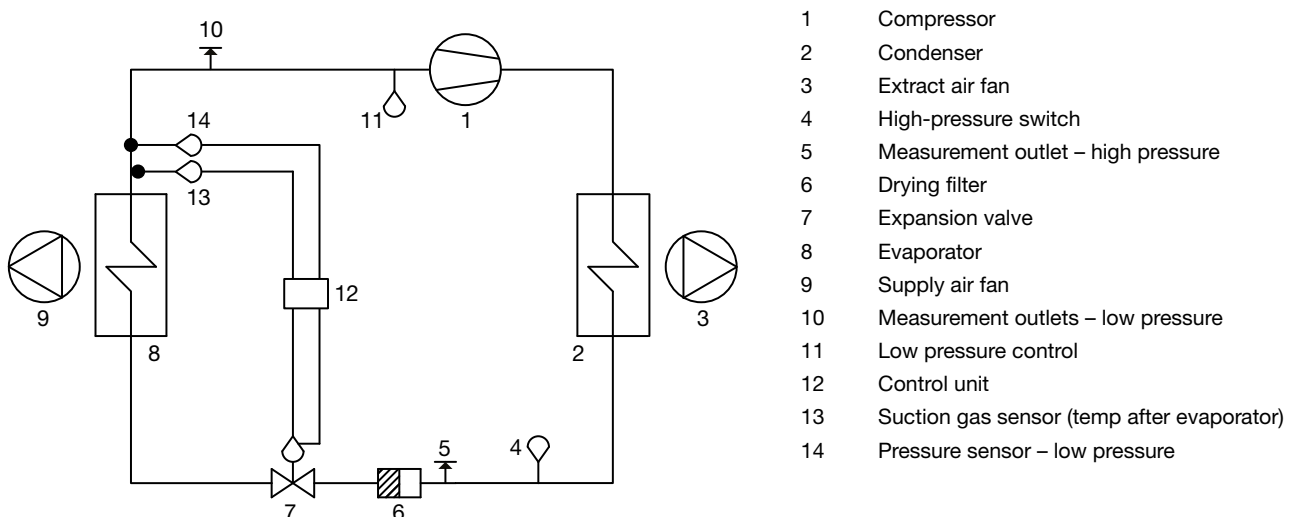 10
14
11
1
13
12
9
8
2
3
5
4
7
6
1 Compressor
2 Condenser
3 Extract air fan
4 High-pressure switch
5 Measurement outlet – high pressure
6 Drying filter
7 Expansion valve
8 Evaporator
9 Supply air fan
10 Measurement outlets – low pressure
11 Low pressure control
12 Control unit
13 Suction gas sensor (temp after evaporator)
14 Pressure sensor – low pressure